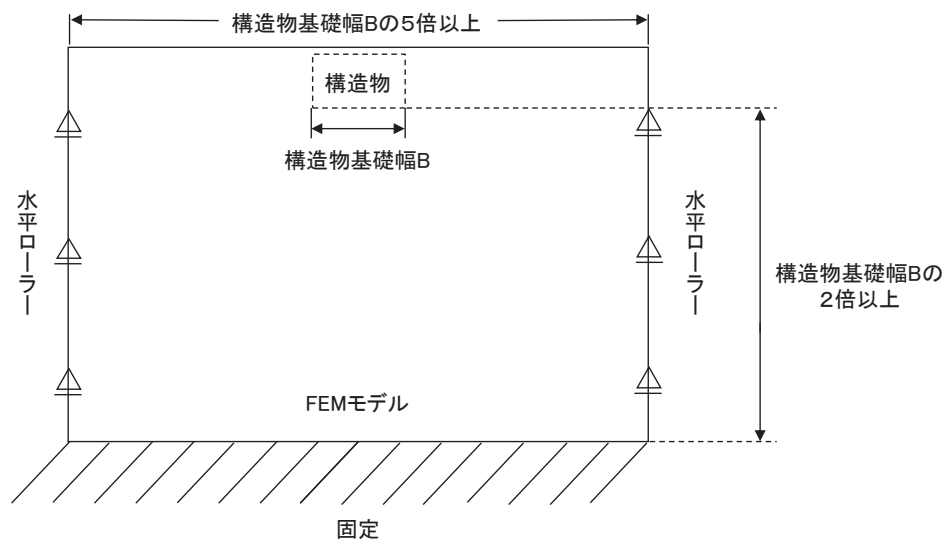 構造物基礎幅Bの5倍以上
構造物
構造物基礎幅B
水平ローラー
水平ローラー
構造物基礎幅Bの
2倍以上
FEMモデル
固定